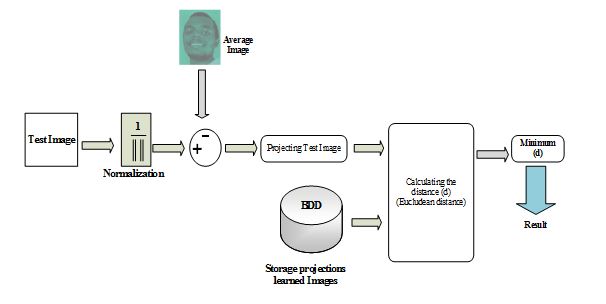 Average
Image
Test Image
1
||
Normalization
-
+
Projecting Test Image
Calculating the
distance (d)
(Eucludean distance)
Minimum
(d)
Result
BDD
Storage projections
learned Images